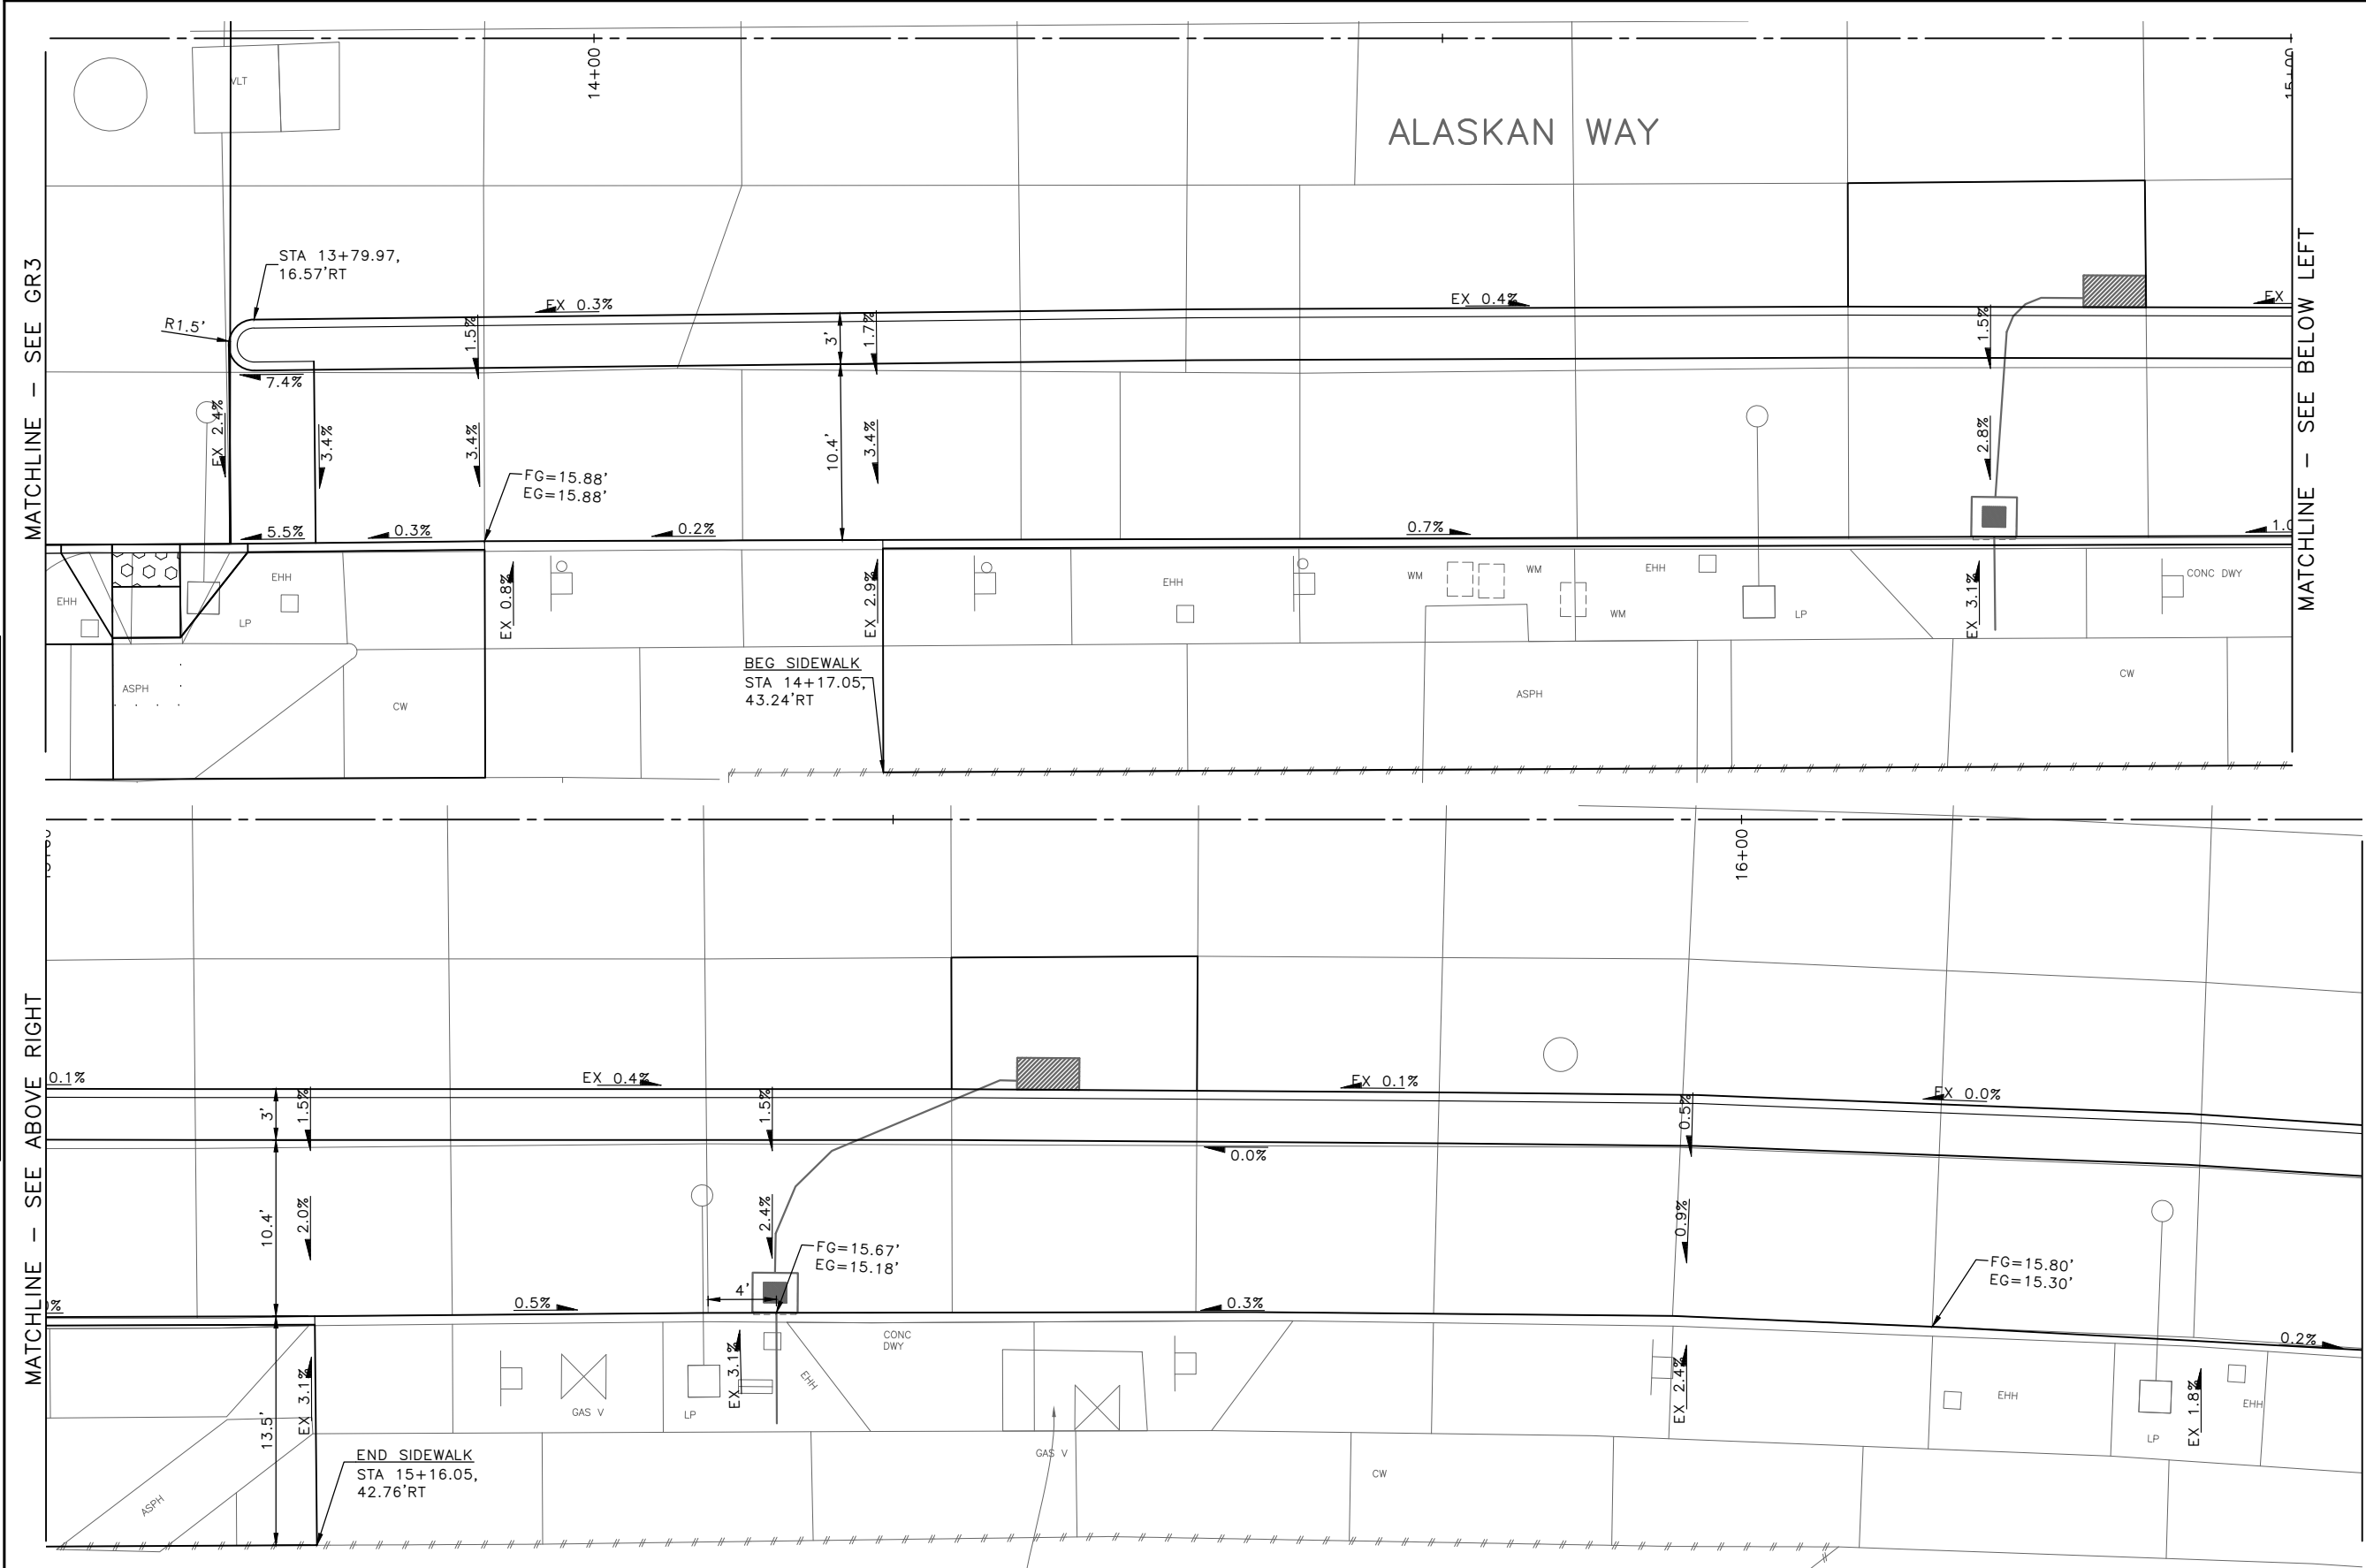 VLT
14+00
15+00
ALASKAN WAY
MATCHLINE - SEE GR3
STA 13+79.97,
16.57'RT
R1.5'
EX 0.3%
EX 0.4%
EX
1.5%
3'
1.7%
1.5%
7.4%
EX 2.4%
3.4%
3.4%
10.4'
3.4%
2.8%
FG=15.88'
EG=15.88'
5.5%
0.3%
0.2%
0.7%
1.0
MATCHLINE - SEE BELOW LEFT
EHH
EHH
LP
EX 0.8%
EX 2.9%
EHH
WM
WM
WM
EHH
LP
EX 3.1%
CONC DWY
ASPH
CW
BEG SIDEWALK
STA 14+17.05,
43.24'RT
ASPH
CW
16+00
MATCHLINE - SEE ABOVE RIGHT
0.1%
EX 0.4%
EX 0.1%
EX 0.0%
3'
1.5%
1.5%
0.5%
0.0%
10.4'
2.0%
2.4%
0.9%
FG=15.67'
EG=15.18'
FG=15.80'
EG=15.30'
%
0.5%
4'
0.3%
0.2%
13.5'
EX 3.1%
GAS V
LP
EX 3.1%
EHH
CONC
DWY
GAS V
EX 2.4%
EHH
LP
EX 1.8%
EHH
CW
ASPH
END SIDEWALK
STA 15+16.05,
42.76'RT